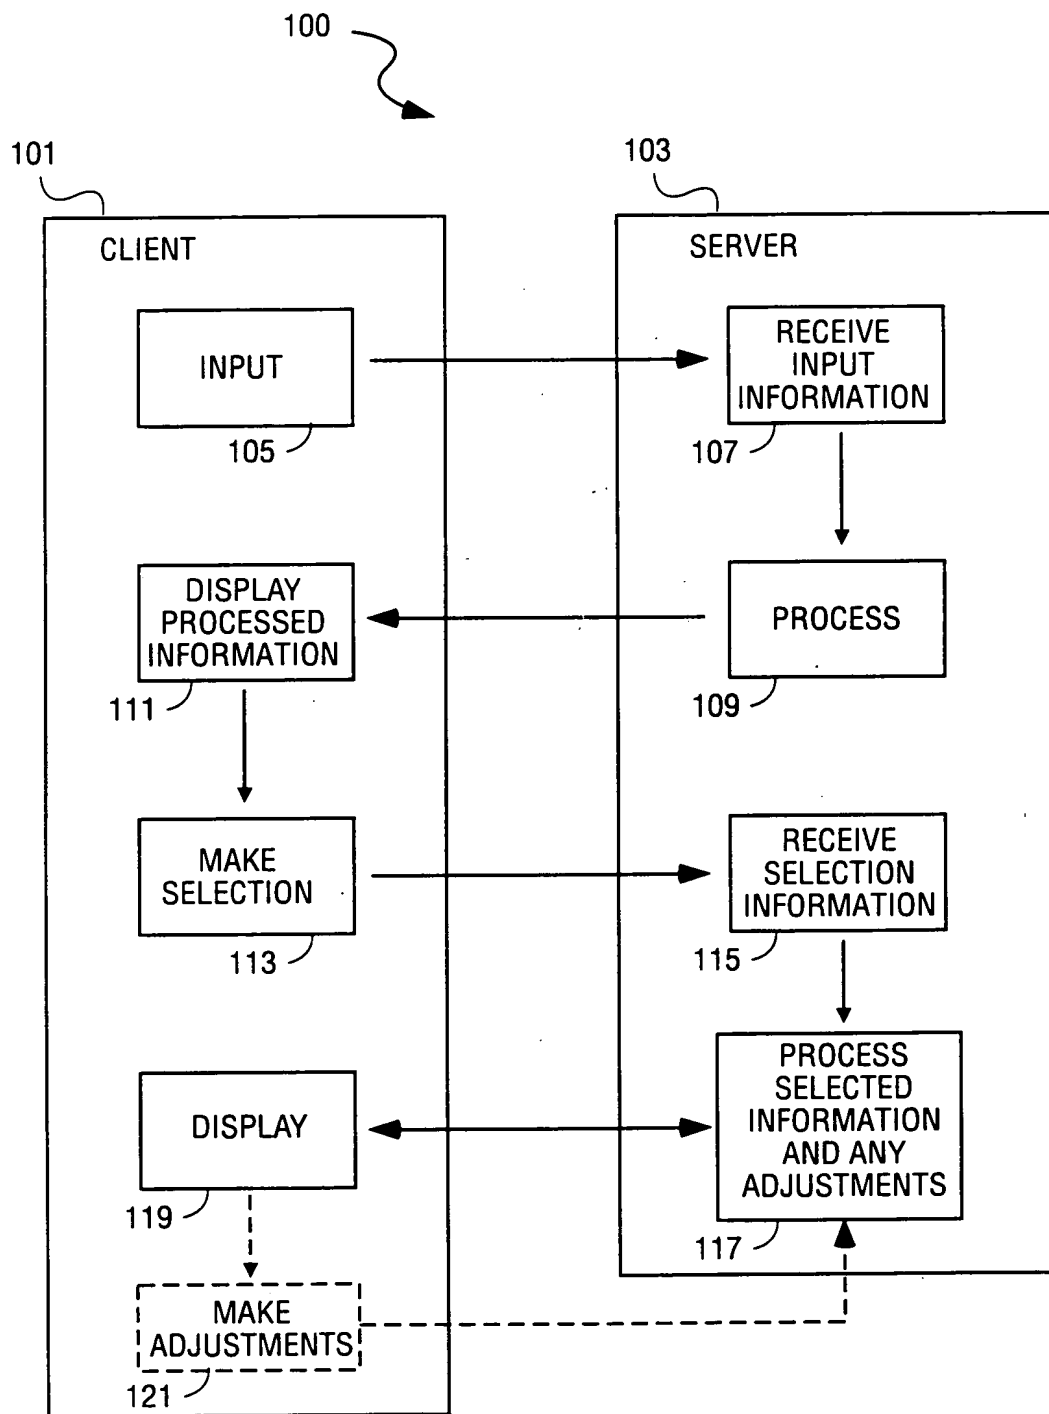 100
101
103
CLIENT
SERVER
INPUT
105
RECEIVE
INPUT
INFORMATION
107
DISPLAY
PROCESSED
INFORMATION
111
PROCESS
109
MAKE
SELECTION
113
RECEIVE
SELECTION
INFORMATION
115
DISPLAY
119
PROCESS
SELECTED
INFORMATION
AND ANY
ADJUSTMENTS
117
MAKE
ADJUSTMENTS
121